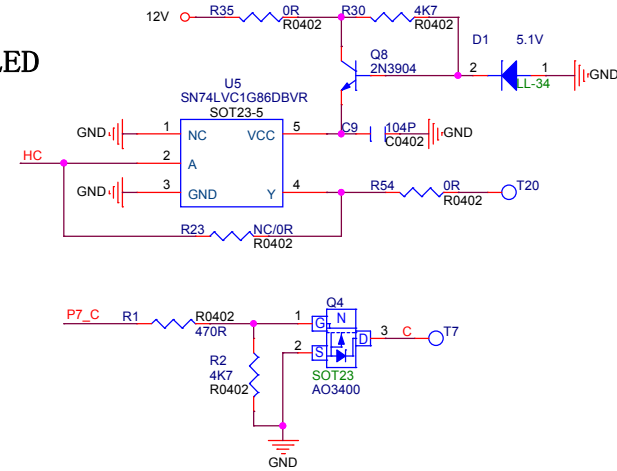 12V
R35
0R
R0402
R30
4K7
R0402
D1
5.1V
2
1
LL-34
GND
Q8
2N3904
LED
U5
SN74LVC1G86DBVR
SOT23-5
GND
1
NC
VCC
5
C9
104P
C0402
GND
HC
2
A
GND
3
GND
Y
4
R54
0R
R0402
T20
R23
NC/0R
R0402
P7_C
R1
R0402
470R
Q4
1
G
N
D
3
C
T7
2
S
SOT23
AO3400
R2
4K7
R0402
GND